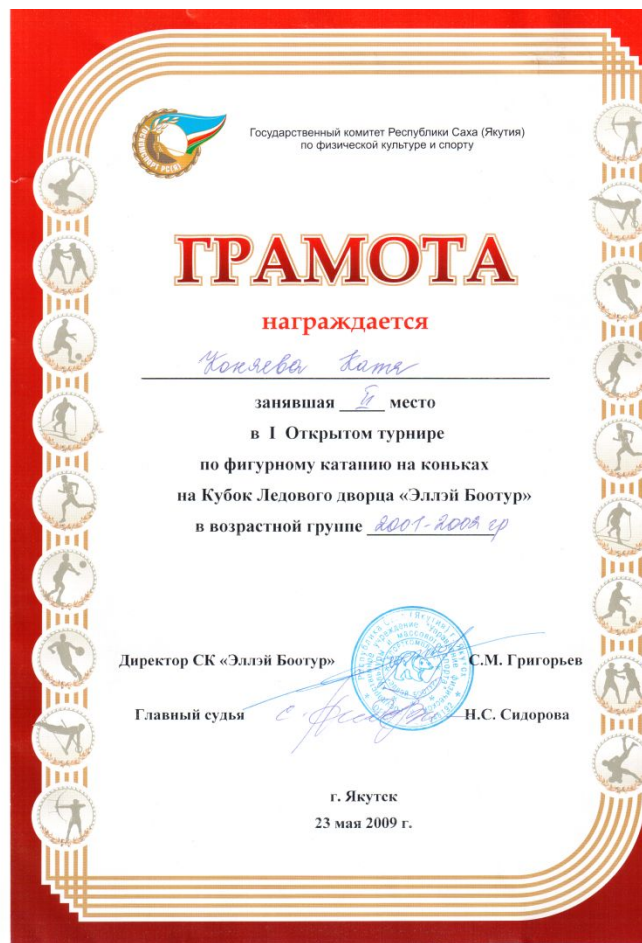 Государственный комитет Республики Саха (Якутия)
по физической культуре и спорту
ГРАМОТА
награждается
Коняева Катя
занявшая II место
в I Открытом турнире
по фигурному катанию на коньках
на Кубок Ледового дворца «Эллэй Боотур»
в возрастной группе 2001-2002 гр
Директор СК «Эллэй Боотур» С.М. Григорьев
Главный судья Н.С. Сидорова
г. Якутск
23 мая 2009 г.